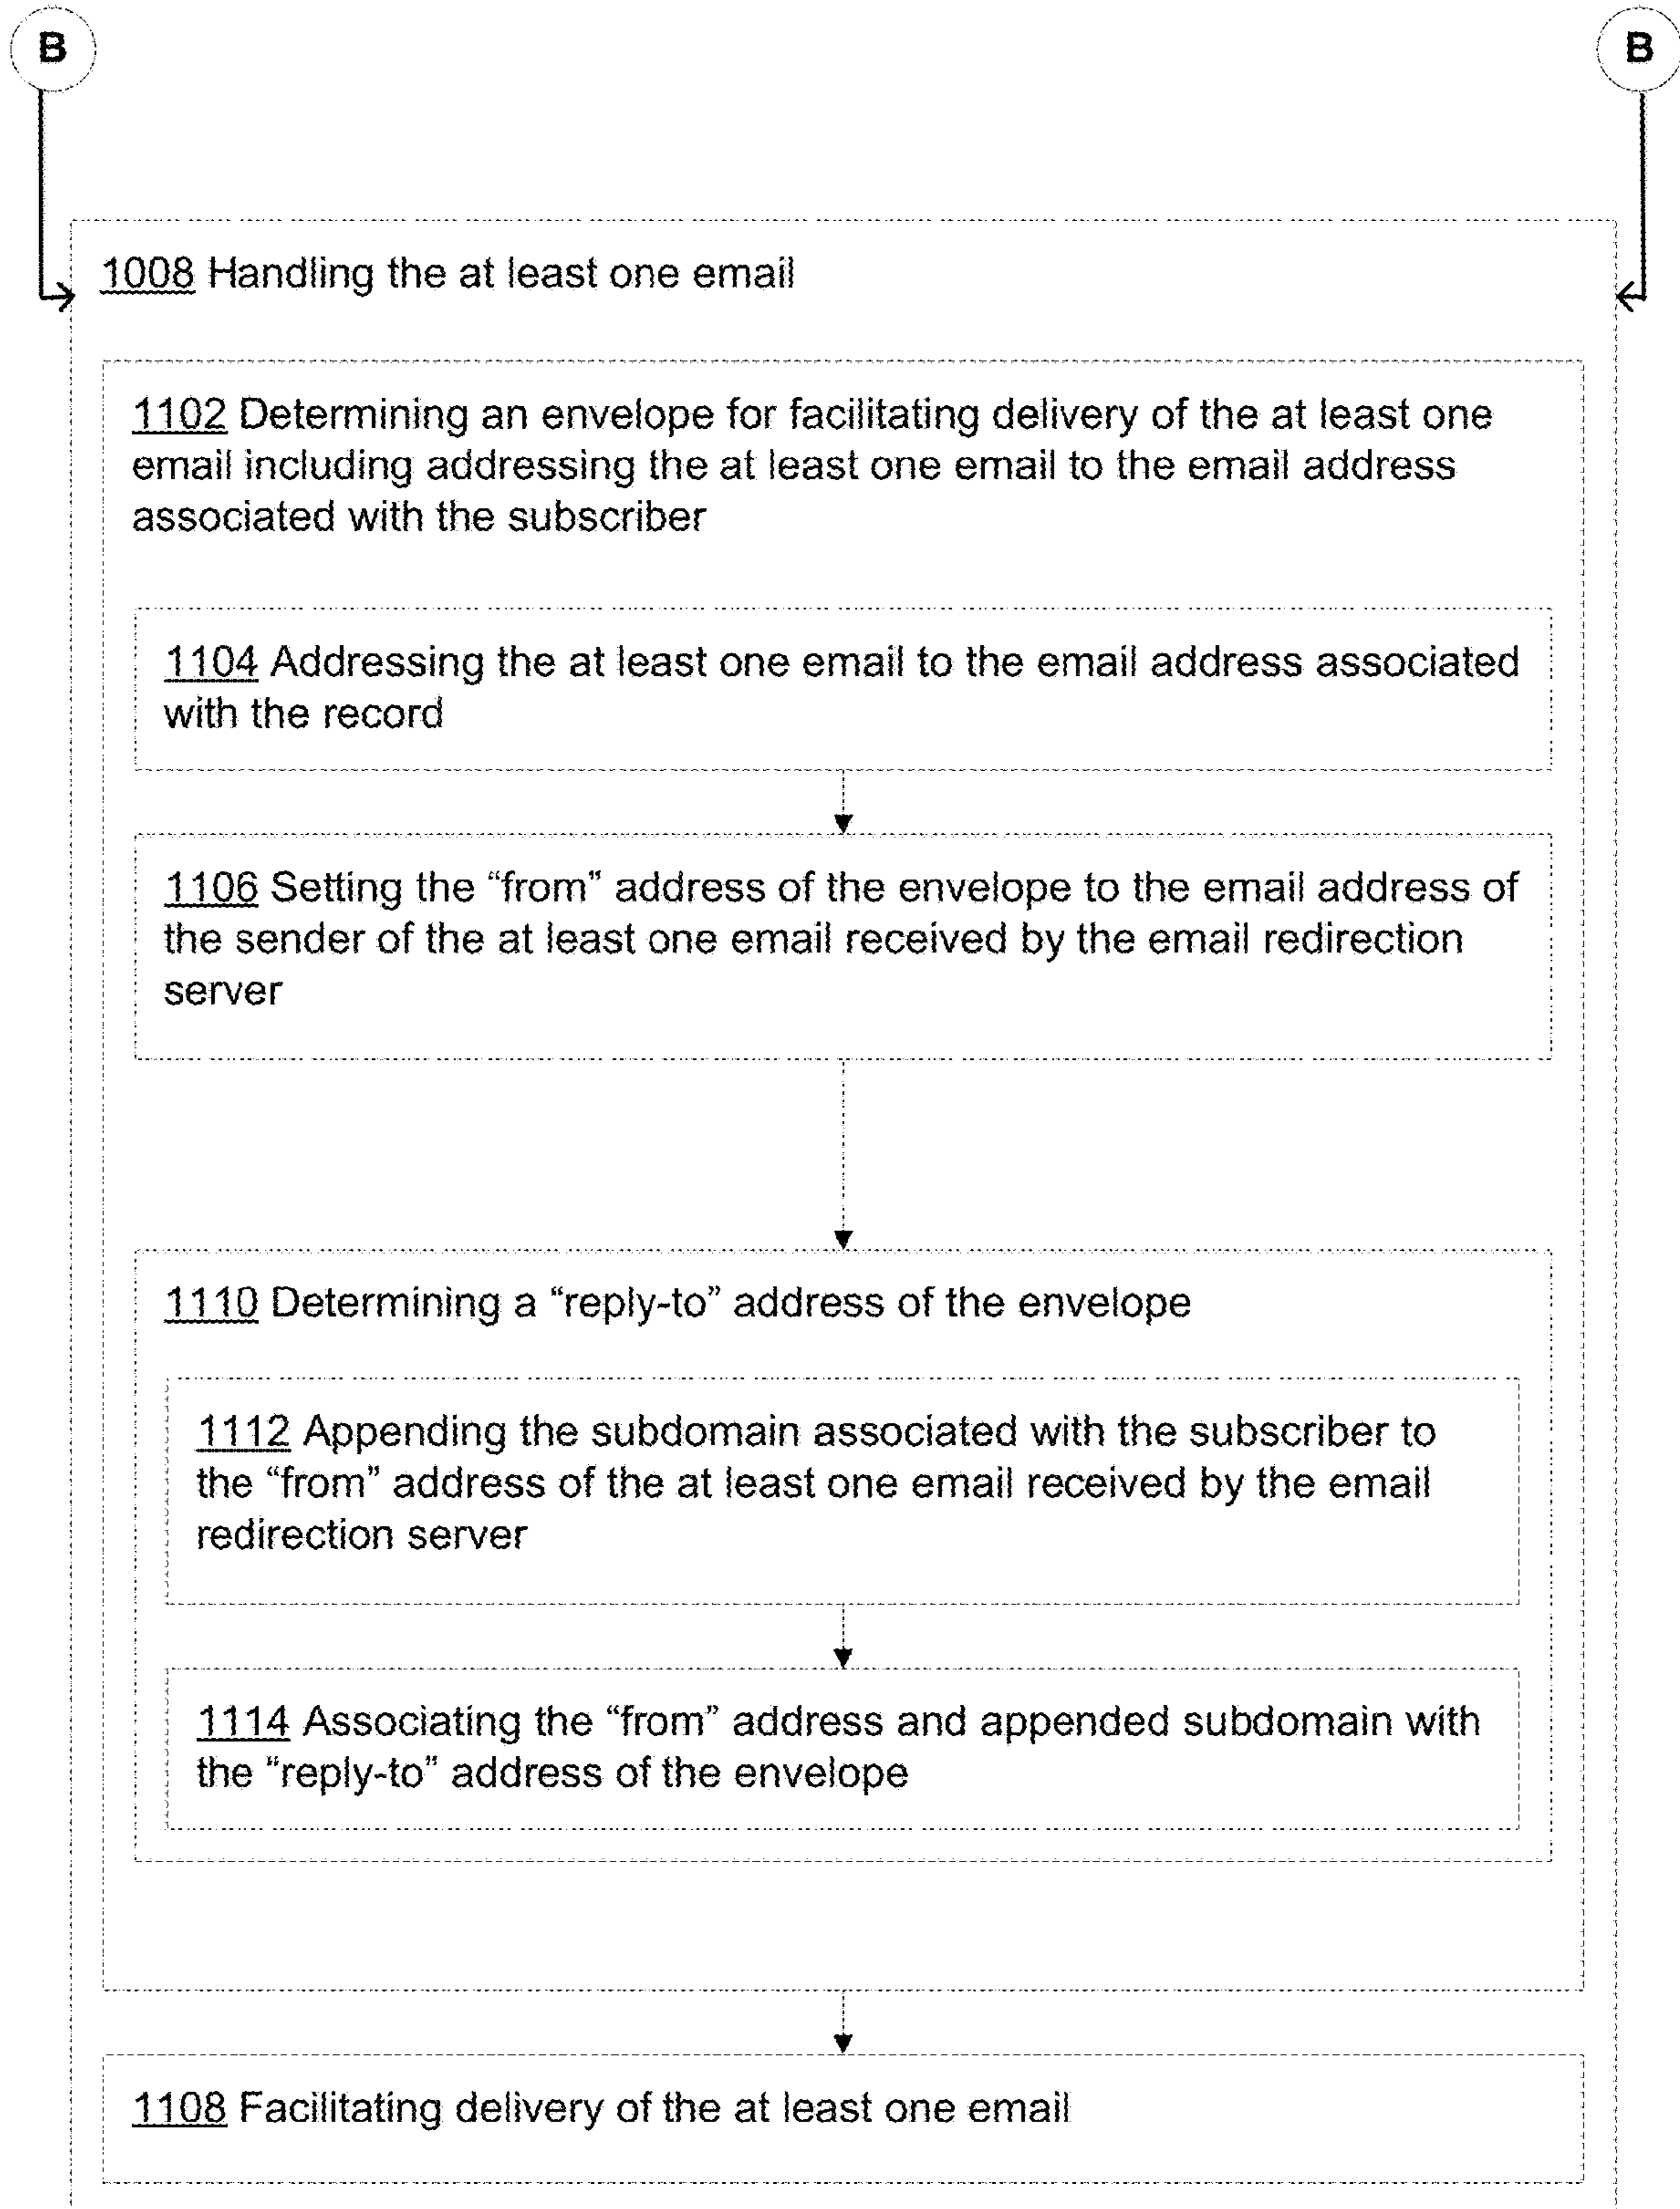 B
B
1008 Handling the at least one email
1102 Determining an envelope for facilitating delivery of the at least one
email including addressing the at least one email to the email address
associated with the subscriber
1104 Addressing the at least one email to the email address associated
with the record
1106 Setting the “from” address of the envelope to the email address of
the sender of the at least one email received by the email redirection
server
1110 Determining a “reply-to” address of the envelope
1112 Appending the subdomain associated with the subscriber to
the “from” address of the at least one email received by the email
redirection server
1114 Associating the “from” address and appended subdomain with
the “reply-to” address of the envelope
1108 Facilitating delivery of the at least one email